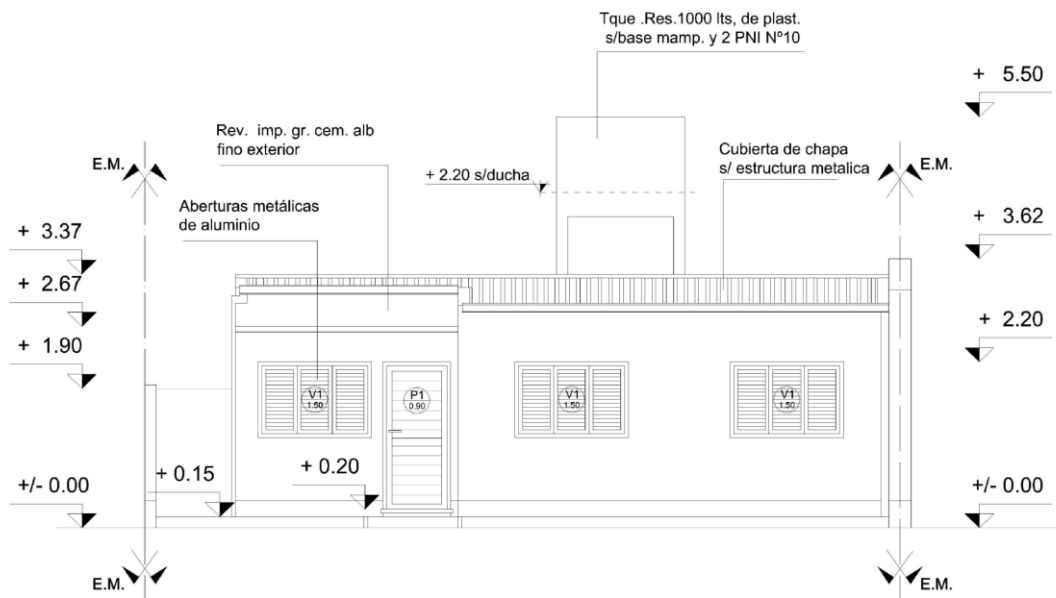 Tque .Res.1000 lts, de plast.
s/base mamp. y 2 PNI Nº10
+ 5.50
Rev. imp. gr. cem. alb
fino exterior
E.M.
+ 2.20 s/ducha
Cubierta de chapa
s/ estructura metalica
E.M.
Aberturas metálicas
de aluminio
+ 3.37
+ 3.62
+ 2.67
+ 2.20
+ 1.90
V1
1.50
P1
0.90
V1
1.50
V1
1.50
+ 0.15
+ 0.20
+/- 0.00
+/- 0.00
E.M.
E.M.